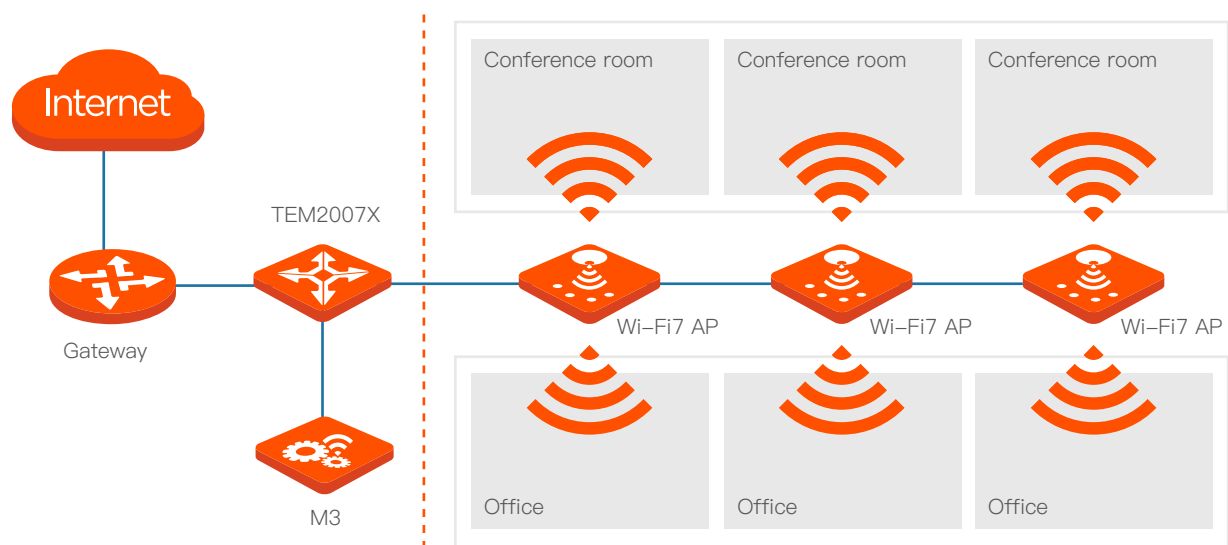 Conference room
Conference room
Conference room
Internet
TEM2007X
Wi-Fi7 AP
Wi-Fi7 AP
Wi-Fi7 AP
Gateway
Office
Office
Office
M3